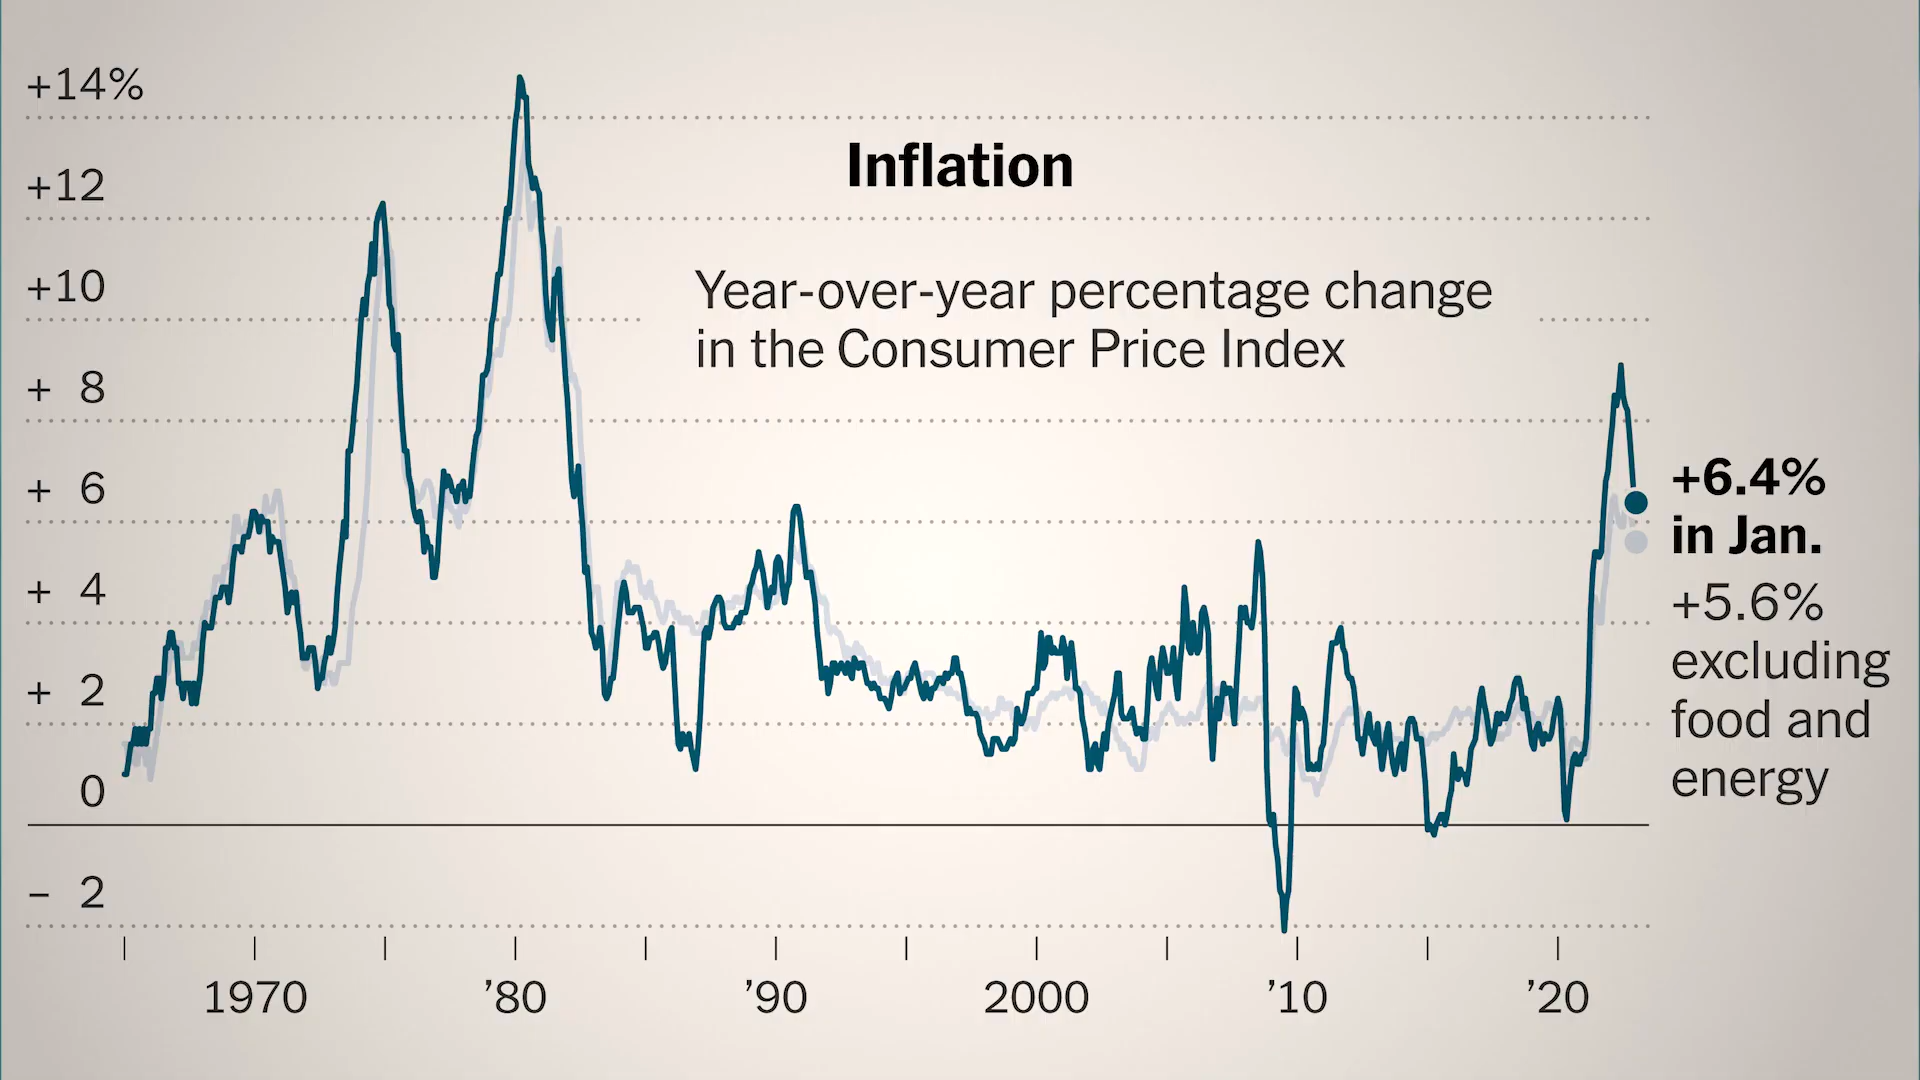 Inflation
Year-over-year percentage change
in the Consumer Price Index
+14%
+12
+10
+ 8
+ 6
+ 4
+ 2
0
– 2
1970
’80
’90
2000
’10
’20
+6.4%
in Jan.
+5.6%
excluding
food and
energy